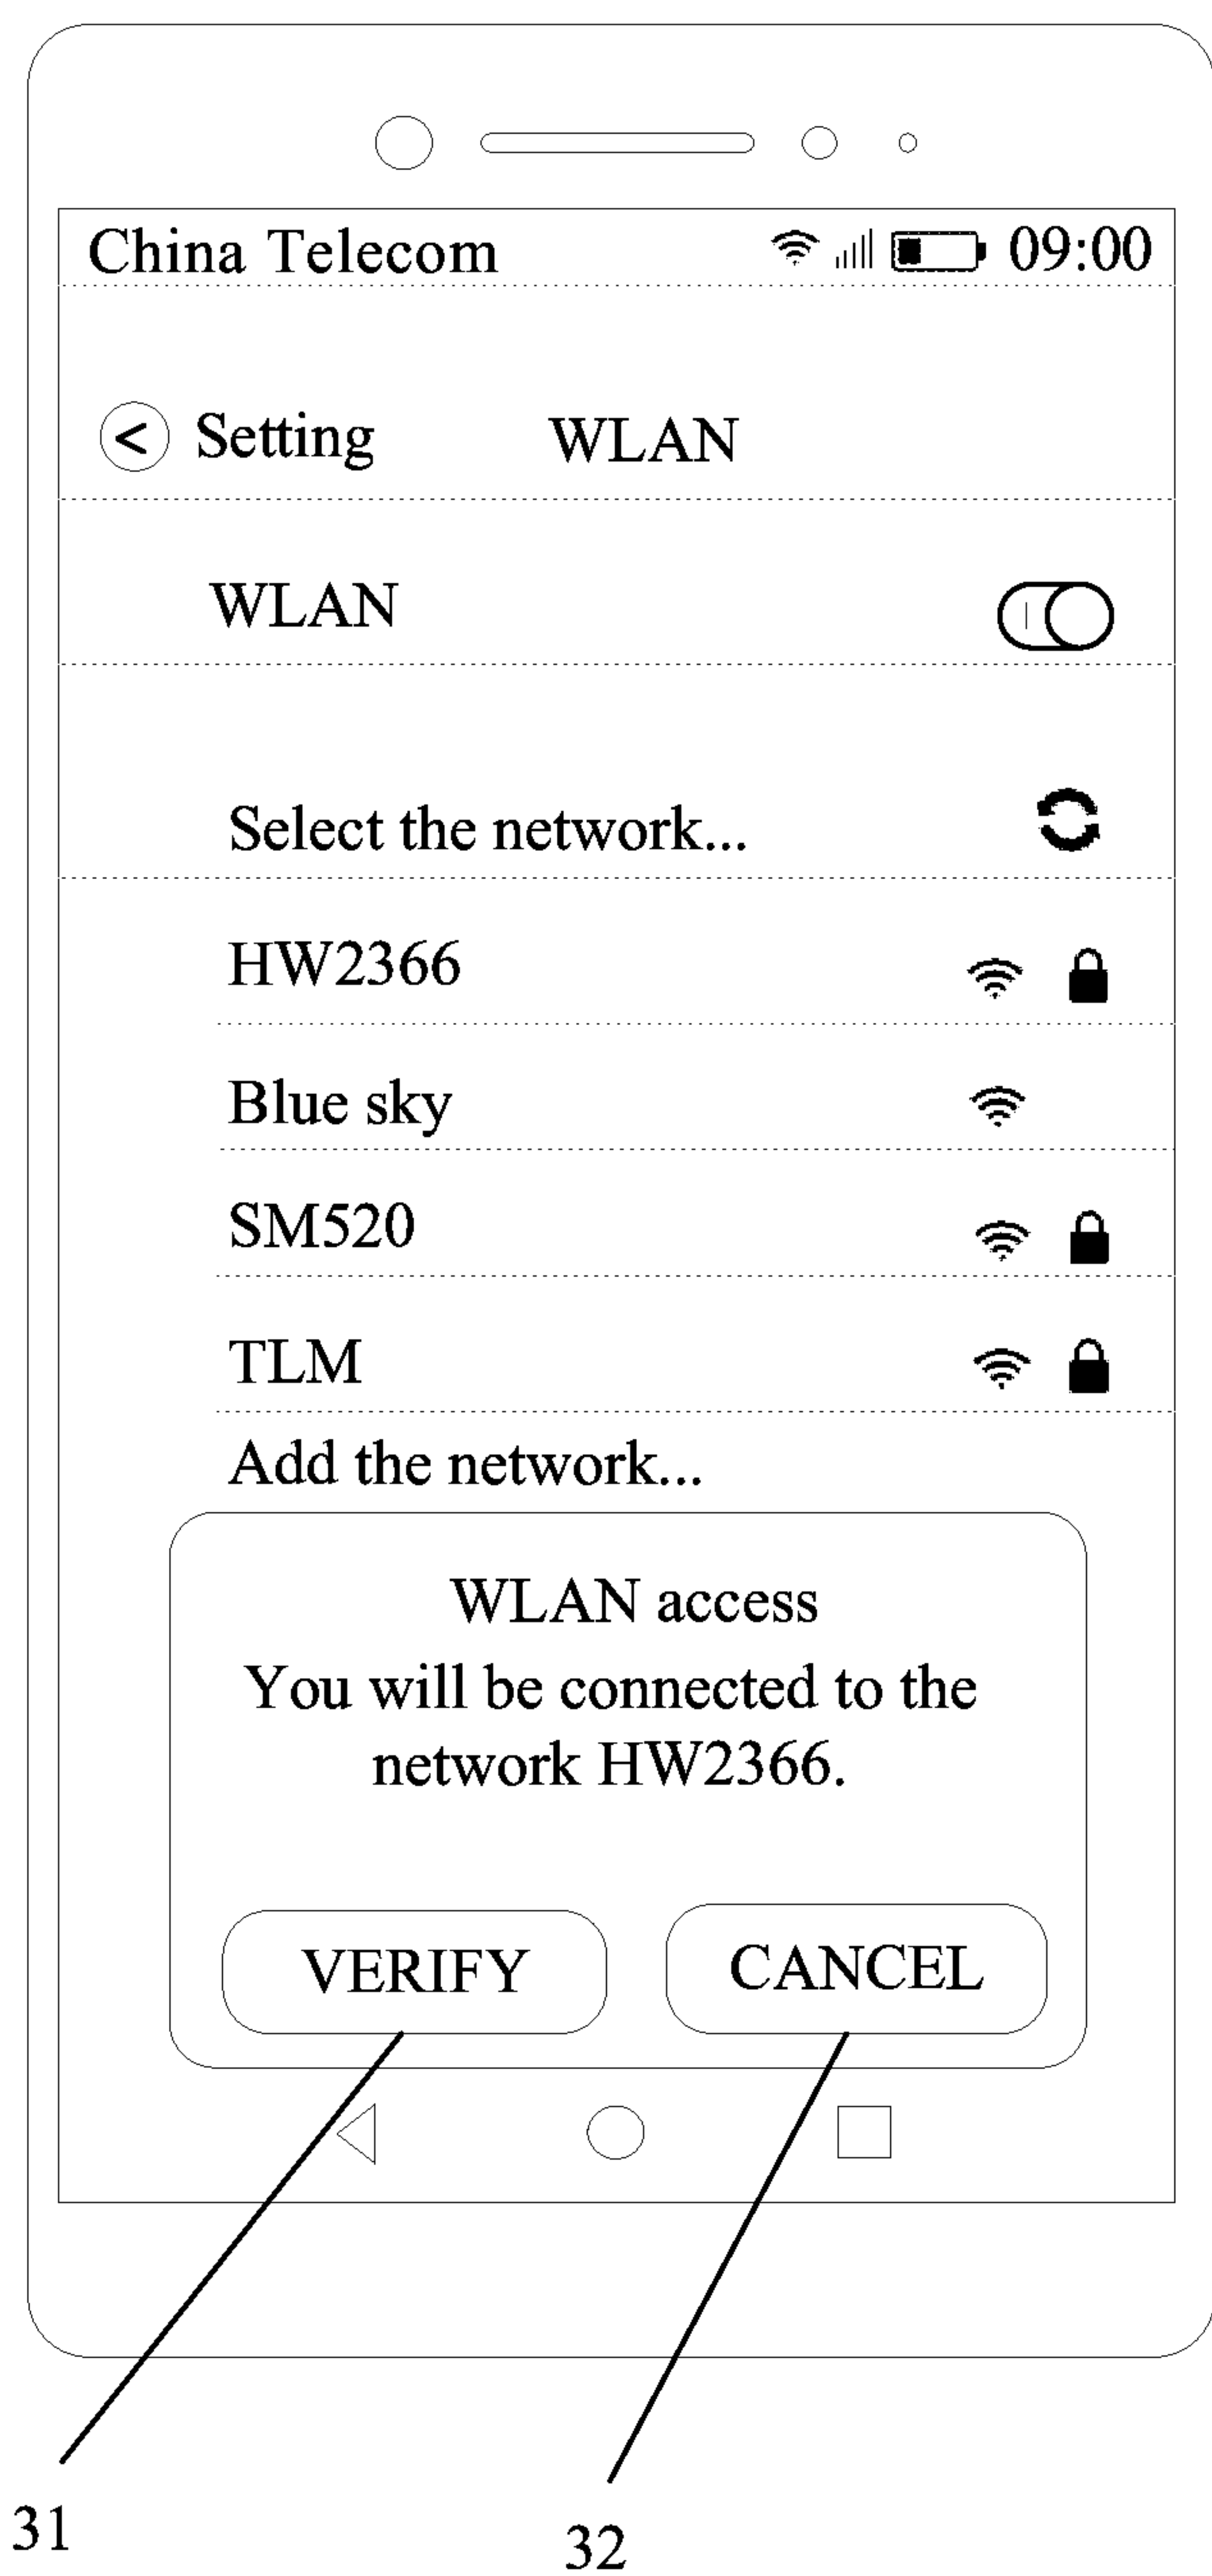 China Telecom 09:00
< Setting WLAN
WLAN
Select the network...
HW2366
Blue sky
SM520
TLM
Add the network...
WLAN access
You will be connected to the
network HW2366.
VERIFY CANCEL
31 32